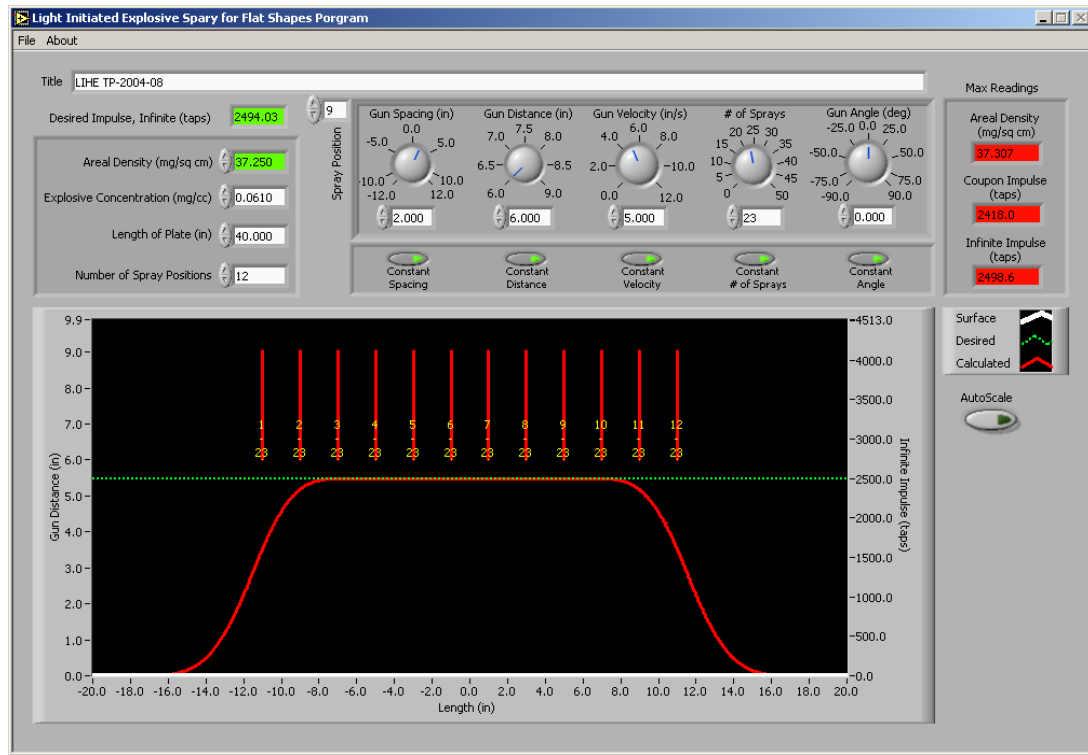 Light Initiated Explosive Spary for Flat Shapes Porgram
File About
Title LIHE TP-2004-08
Desired Impulse, Infinite (taps) 2494.03
Areal Density (mg/sq cm) 37.250
Explosive Concentration (mg/cc) 0.0610
Length of Plate (in) 40.000
Number of Spray Positions 12
9
Spray Position
Gun Spacing (in)
0.0
-5.0 5.0
-10.0 10.0
-12.0 12.0
2.000
Gun Distance (in)
7.5
7.0 8.0
6.5 -8.5
6.0 9.0
6.000
Gun Velocity (in/s)
6.0
4.0 8.0
2.0 -10.0
0.0 12.0
5.000
# of Sprays
20 25 30
15 35
10 40
5 45
0 50
23
Gun Angle (deg)
-25.0 0.0 25.0
-50.0 50.0
-75.0 75.0
-90.0 90.0
0.000
Constant Spacing
Constant Distance
Constant Velocity
Constant # of Sprays
Constant Angle
Max Readings
Areal Density
(mg/sq cm)
37.307
Coupon Impulse
(taps)
2418.0
Infinite Impulse
(taps)
2498.6
Surface
Desired
Calculated
AutoScale
Gun Distance (in)
9.9
9.0
8.0
7.0
6.0
5.0
4.0
3.0
2.0
1.0
0.0
1 2 3 4 5 6 7 8 9 10 11 12
- - - - - - - - - - - -
23 23 23 23 23 23 23 23 23 23 23 23
4513.0
4000.0
3500.0
3000.0
2500.0
2000.0
1500.0
1000.0
500.0
0.0
Infinite Impulse (taps)
-20.0 -18.0 -16.0 -14.0 -12.0 -10.0 -8.0 -6.0 -4.0 -2.0 0.0 2.0 4.0 6.0 8.0 10.0 12.0 14.0 16.0 18.0 20.0
Length (in)